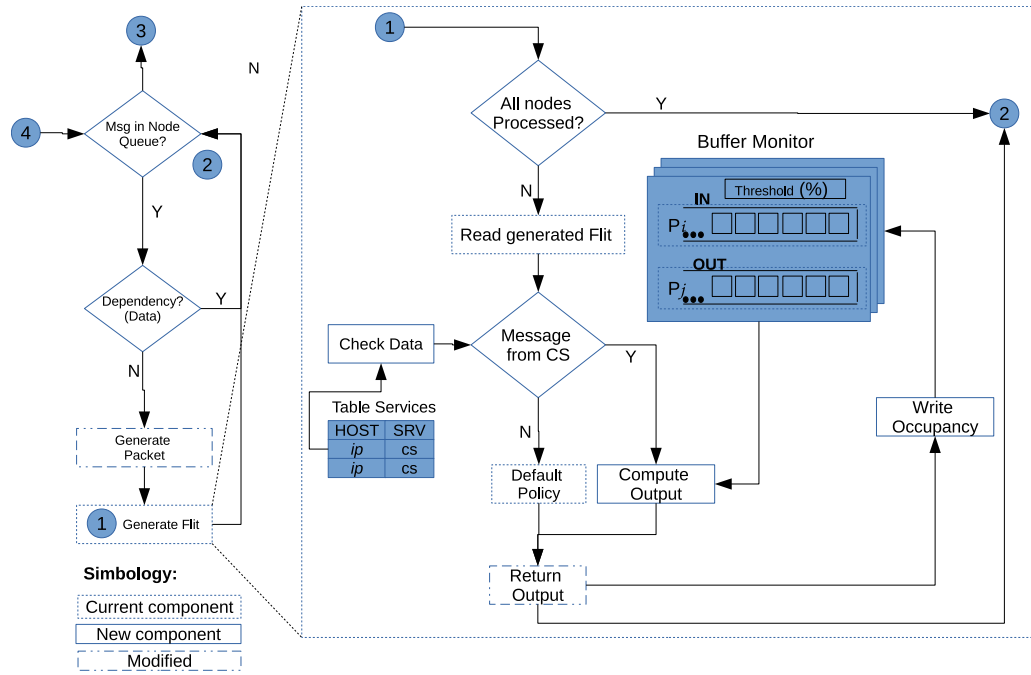 3
N
4
Msg in Node
Queue?
Y
2
Dependency?
(Data)
Y
N
Generate
Packet
1
Generate Flit
Simbology:
Current component
New component
Modified
1
All nodes
Processed?
Y
2
N
Buffer Monitor
Threshold (%)
IN
Pi...
OUT
Pj...
Read generated Flit
Check Data
Message
from CS
Y
Table Services
HOST SRV
ip cs
ip cs
N
Default
Policy
Compute
Output
Write
Occupancy
Return
Output